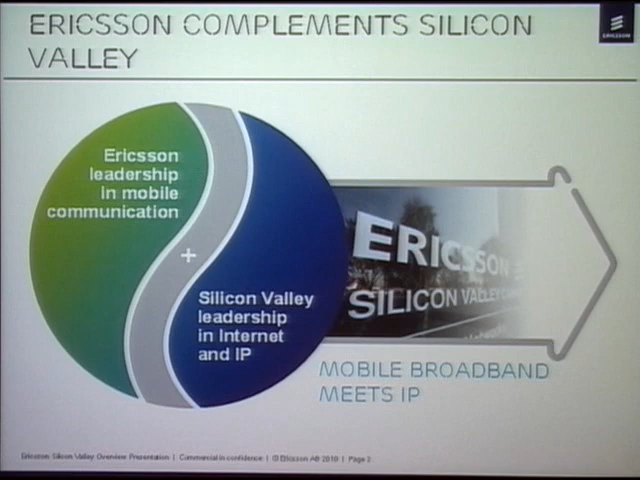 ERICSSON COMPLEMENTS SILICON
VALLEY
ERICSSON
Ericsson
leadership
in mobile
communication
+
Silicon Valley
leadership
in Internet
and IP
ERICSSON
SILICON VALLEY
MOBILE BROADBAND
MEETS IP
Ericsson Silicon Valley Overview Presentation | Commercial in confidence | © Ericsson AB 2010 | Page 2